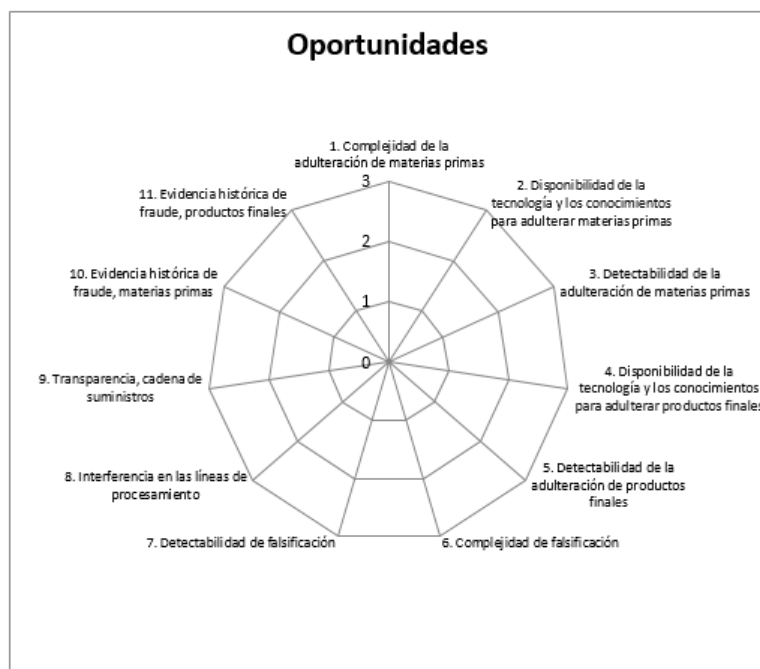 Oportunidades
1. Complejidad de la
adulteración de materias primas
2. Disponibilidad de la
tecnología y los conocimientos
para adulterar materias primas
3. Detectabilidad de la
adulteración de materias primas
4. Disponibilidad de la
tecnología y los conocimientos
para adulterar productos finales
5. Detectabilidad de la
adulteración de productos
finales
6. Complejidad de falsificación
7. Detectabilidad de falsificación
8. Interferencia en las líneas de
procesamiento
9. Transparencia, cadena de
suministros
10. Evidencia histórica de
fraude, materias primas
11. Evidencia histórica de
fraude, productos finales
3
2
1
0